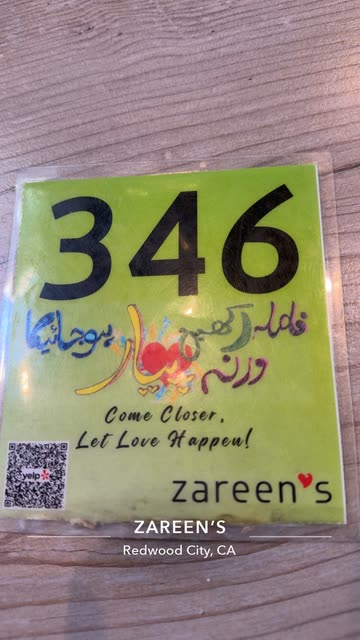 346
فاصلہ رکھیں
ورنہ پیار ہوجائیگا
Come Closer,
Let Love Happen!
yelp
zareen's
ZAREEN'S
Redwood City, CA